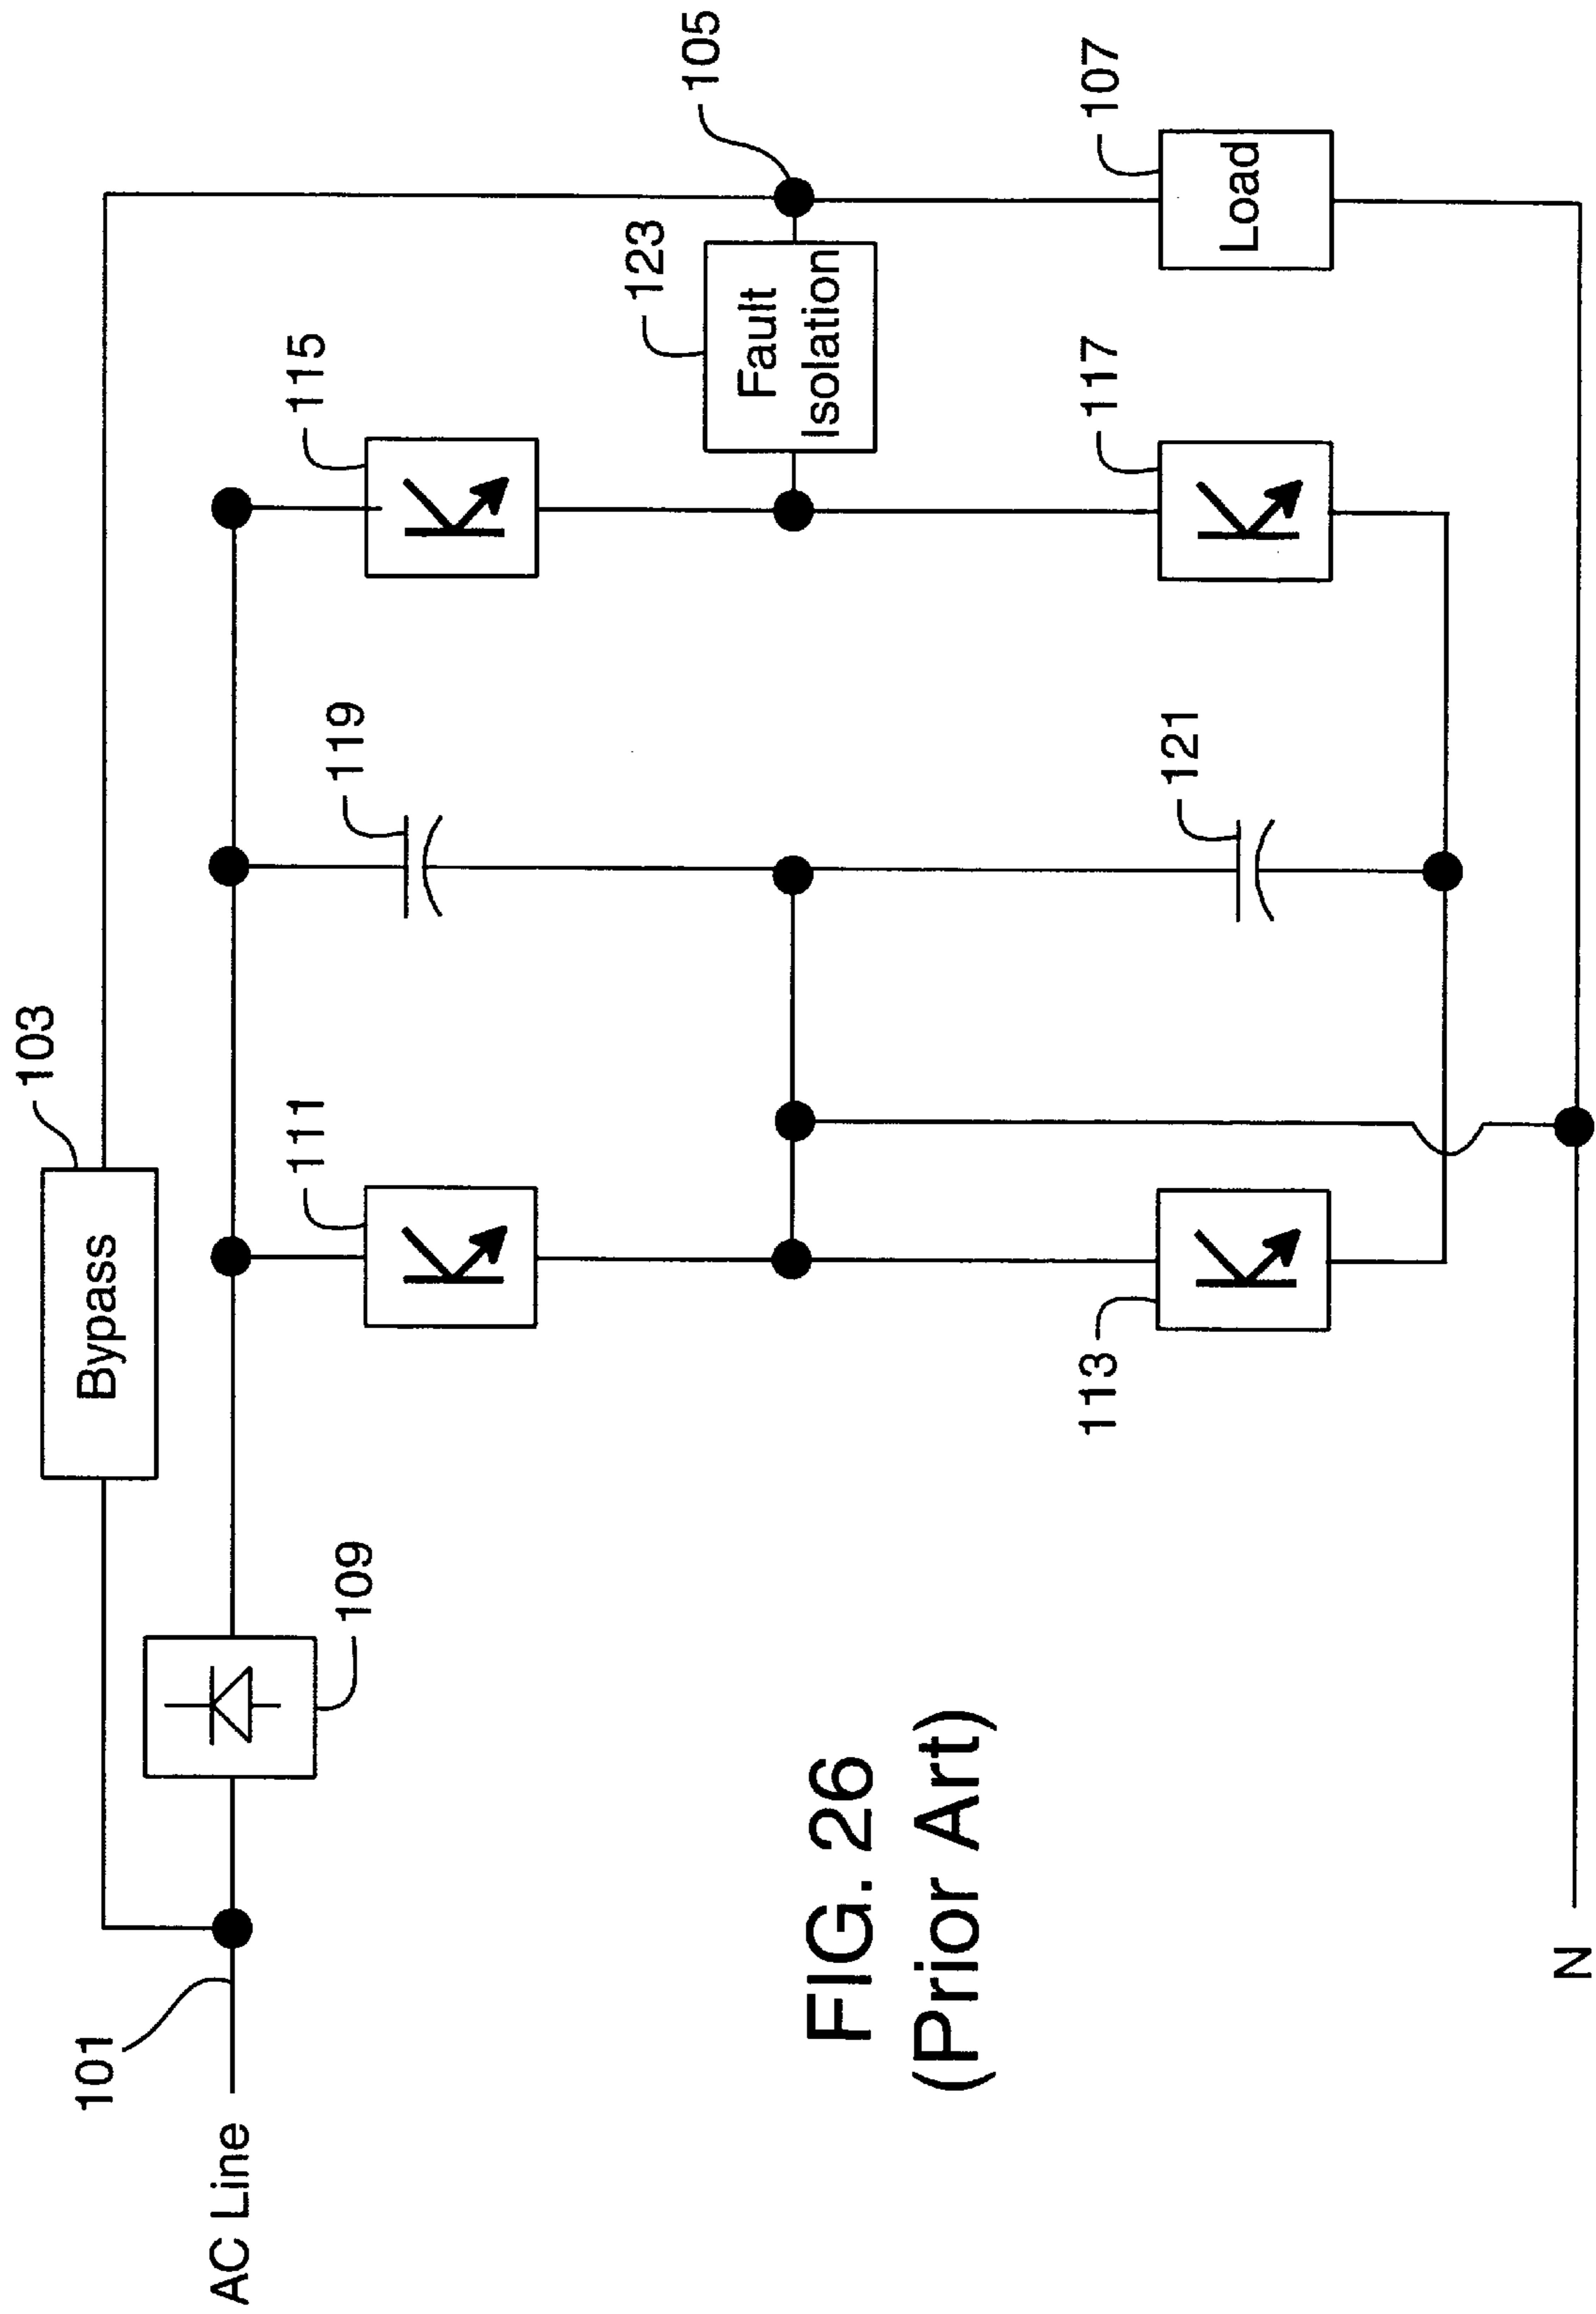 103
Bypass
105
101
AC Line
109
111
119
115
123
Fault
Isolation
107
Load
113
121
117
N
FIG. 26
(Prior Art)